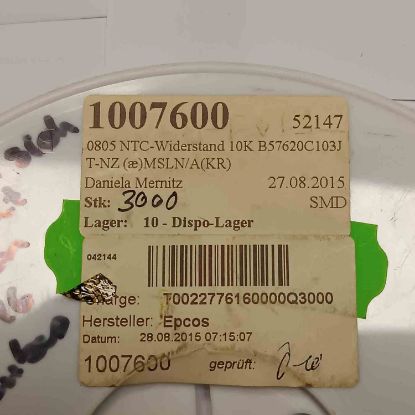 sich
1007600 52147
0805 NTC-Widerstand 10K B57620C103J
T-NZ (æ)MSLN/A(KR)
Daniela Mernitz 27.08.2015
Stk: 3000 SMD
Lager: 10 - Dispo-Lager
042144
Charge: T0022776160000Q3000
Hersteller: Epcos
Datum: 28.08.2015 07:15:07
1007600 geprüft: